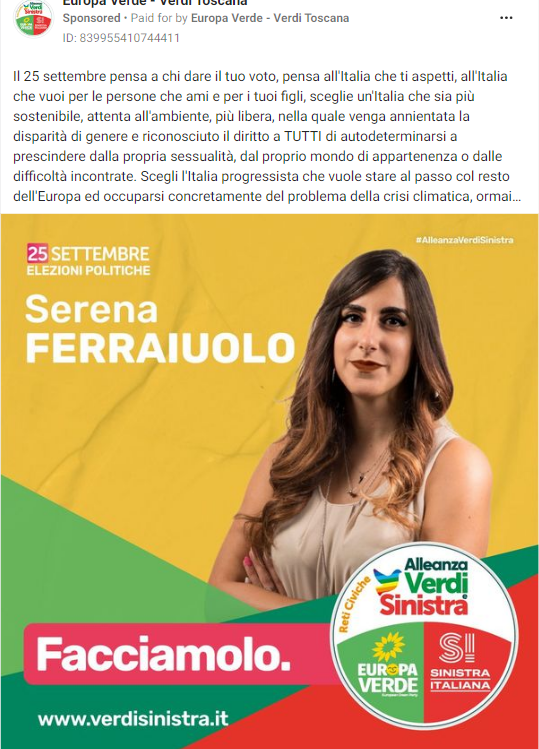 Europa Verde - Verdi Toscana
Sponsored • Paid for by Europa Verde - Verdi Toscana
ID: 839955410744411
Il 25 settembre pensa a chi dare il tuo voto, pensa all'Italia che ti aspetti, all'Italia
che vuoi per le persone che ami e per i tuoi figli, sceglie un'Italia che sia più
sostenibile, attenta all'ambiente, più libera, nella quale venga annientata la
disparità di genere e riconosciuto il diritto a TUTTI di autodeterminarsi a
prescindere dalla propria sessualità, dal proprio mondo di appartenenza o dalle
difficoltà incontrate. Scegli l'Italia progressista che vuole stare al passo col resto
dell'Europa ed occuparsi concretamente del problema della crisi climatica, ormai...
#AlleanzaVerdiSinistra
25 SETTEMBRE
ELEZIONI POLITICHE
Serena
FERRAIUOLO
Reti Civiche
Alleanza
Verdi e
Sinistra
EUROPA
VERDE
European Green Party
SI
SINISTRA
ITALIANA
Facciamolo.
www.verdisinistra.it